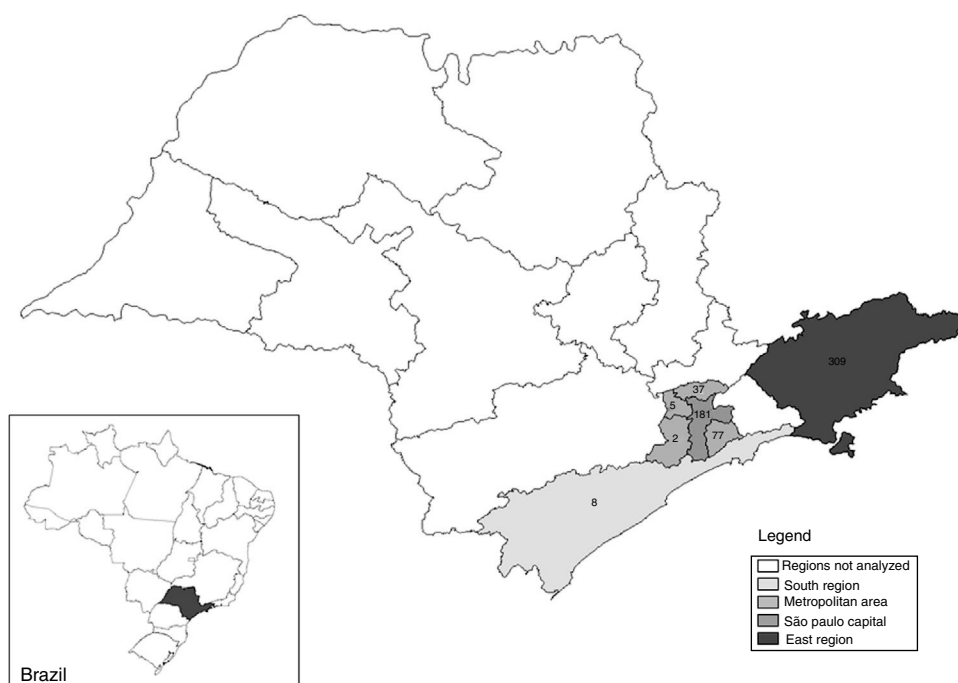 309
37
5
181
2
77
8
Legend
Regions not analyzed
South region
Metropolitan area
São paulo capital
East region
Brazil